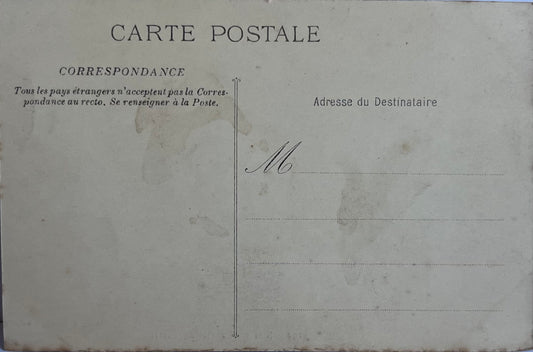 CARTE POSTALE
CORRESPONDANCE
Tous les pays étrangers n'acceptent pas la Corres-
pondance au recto. Se renseigner à la Poste.
Adresse du Destinataire
M